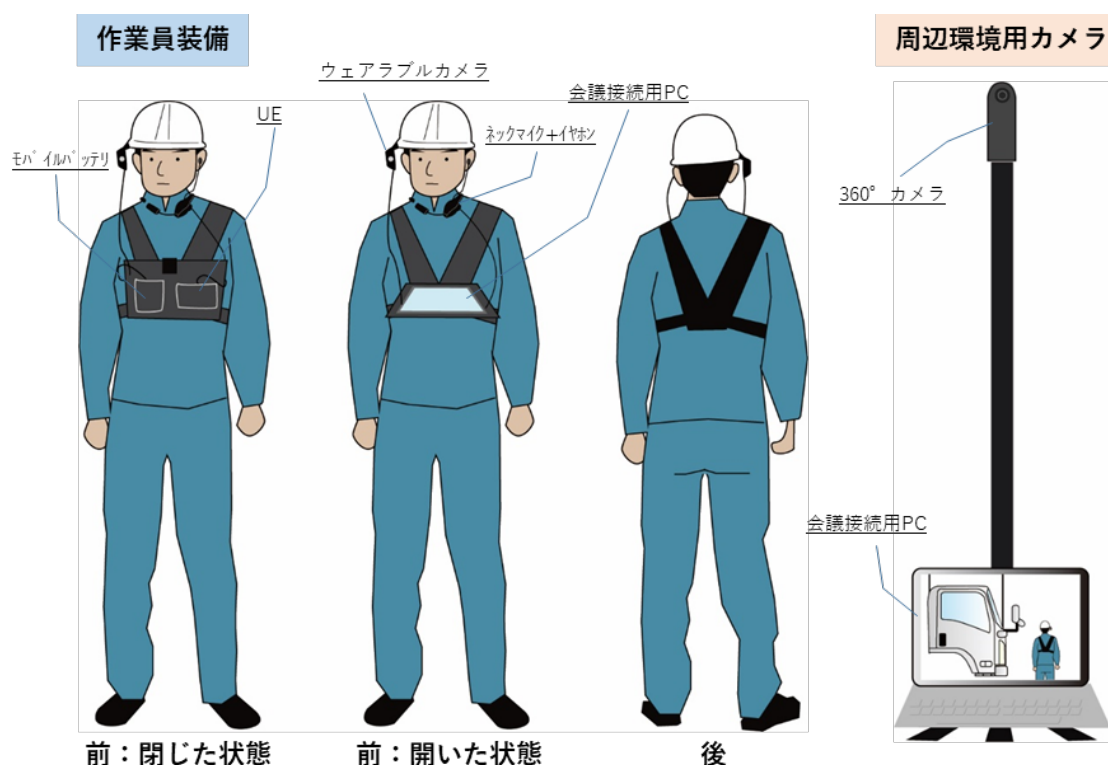 作業員装備
周辺環境用カメラ
ウェアラブルカメラ
会議接続用PC
UE
ﾈｯｸﾏｲｸ+ｲﾔﾎﾝ
ﾓﾊﾞｲﾙﾊﾞｯﾃﾘ
360°カメラ
会議接続用PC
前：閉じた状態
前：開いた状態
後